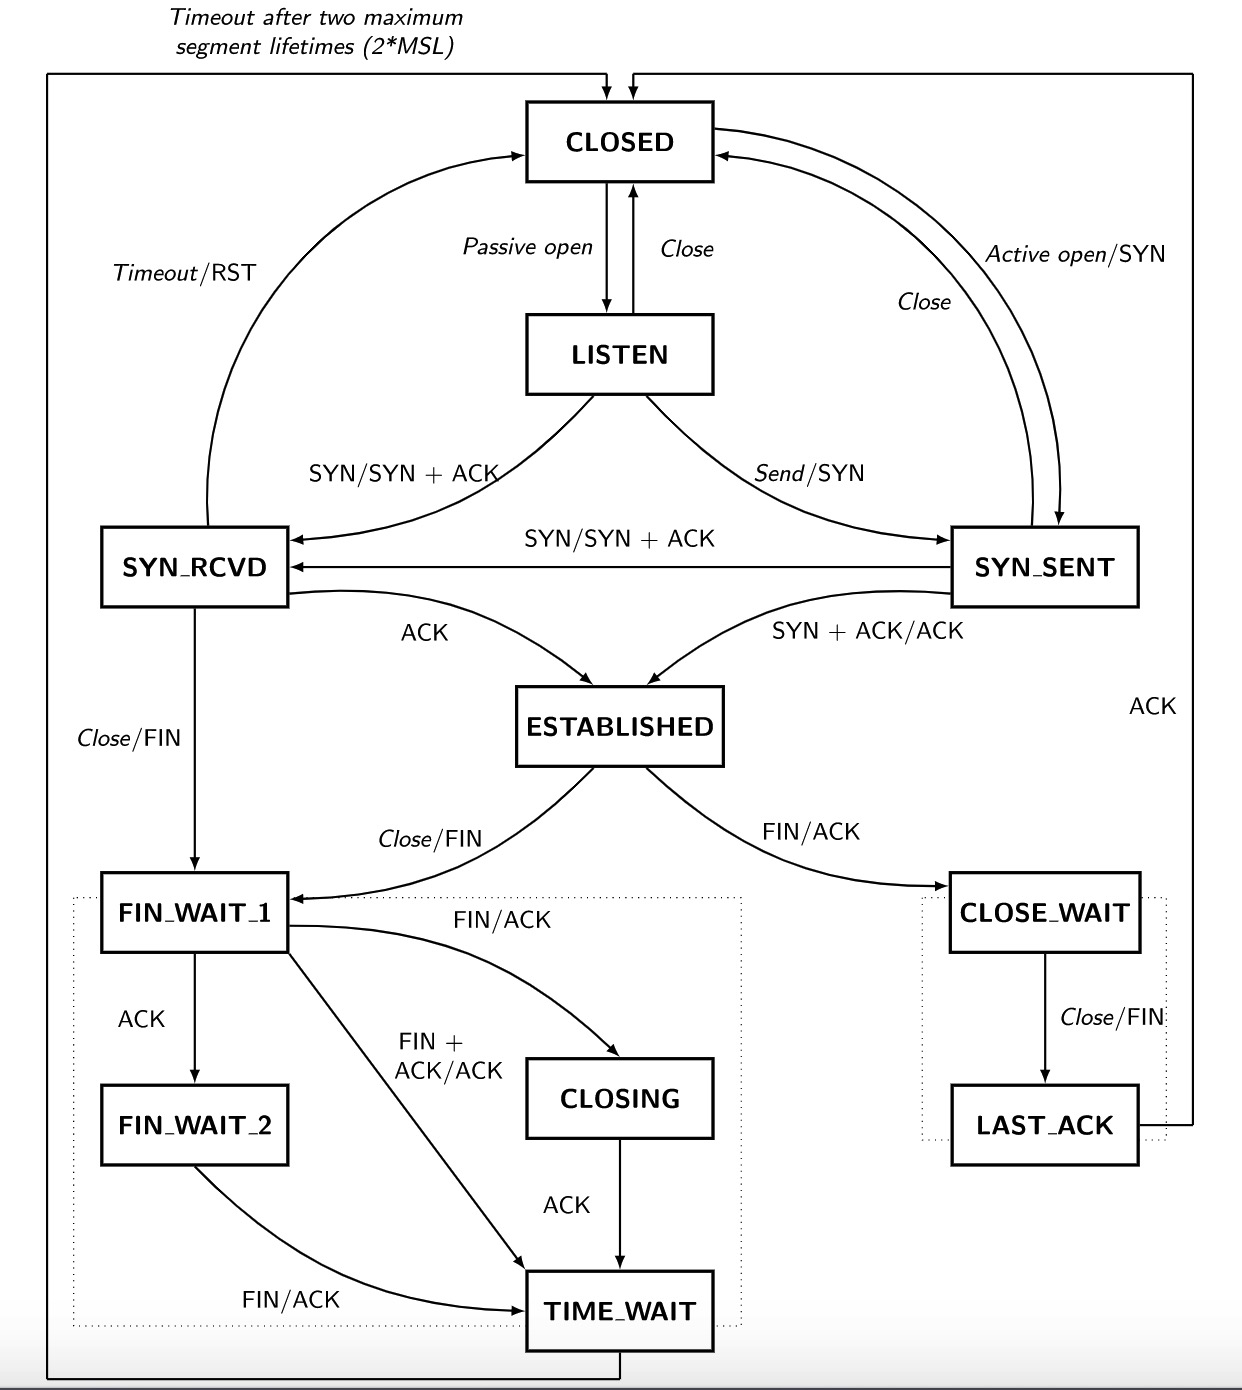 Timeout after two maximum
segment lifetimes (2*MSL)
CLOSED
Passive open
Close
Timeout/RST
Active open/SYN
Close
LISTEN
SYN/SYN + ACK
Send/SYN
SYN/SYN + ACK
SYN_RCVD
SYN_SENT
ACK
SYN + ACK/ACK
ACK
ESTABLISHED
Close/FIN
Close/FIN
FIN/ACK
FIN_WAIT_1
FIN/ACK
CLOSE_WAIT
ACK
FIN +
ACK/ACK
Close/FIN
CLOSING
FIN_WAIT_2
LAST_ACK
ACK
FIN/ACK
TIME_WAIT